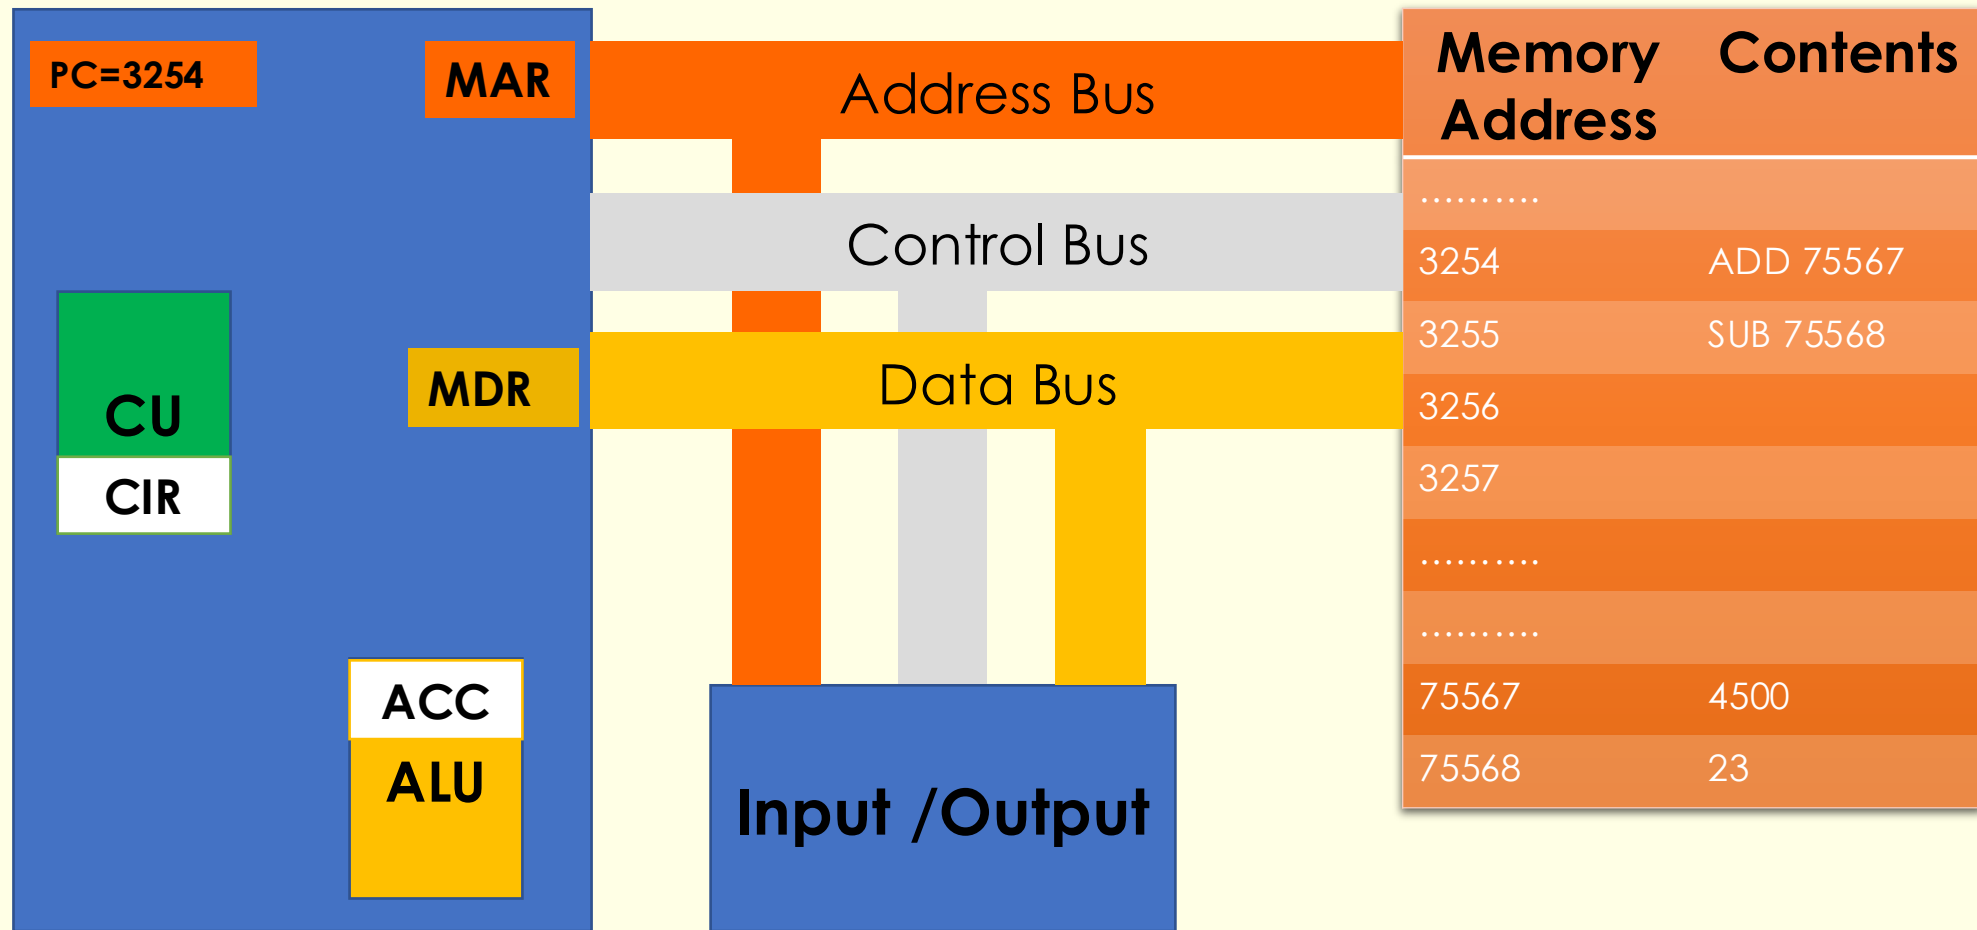 PC=3254
MAR
CU
CIR
MDR
ACC
ALU
Address Bus
Control Bus
Data Bus
Input /Output
Memory Contents
Address
..........
3254 ADD 75567
3255 SUB 75568
3256
3257
..........
..........
75567 4500
75568 23